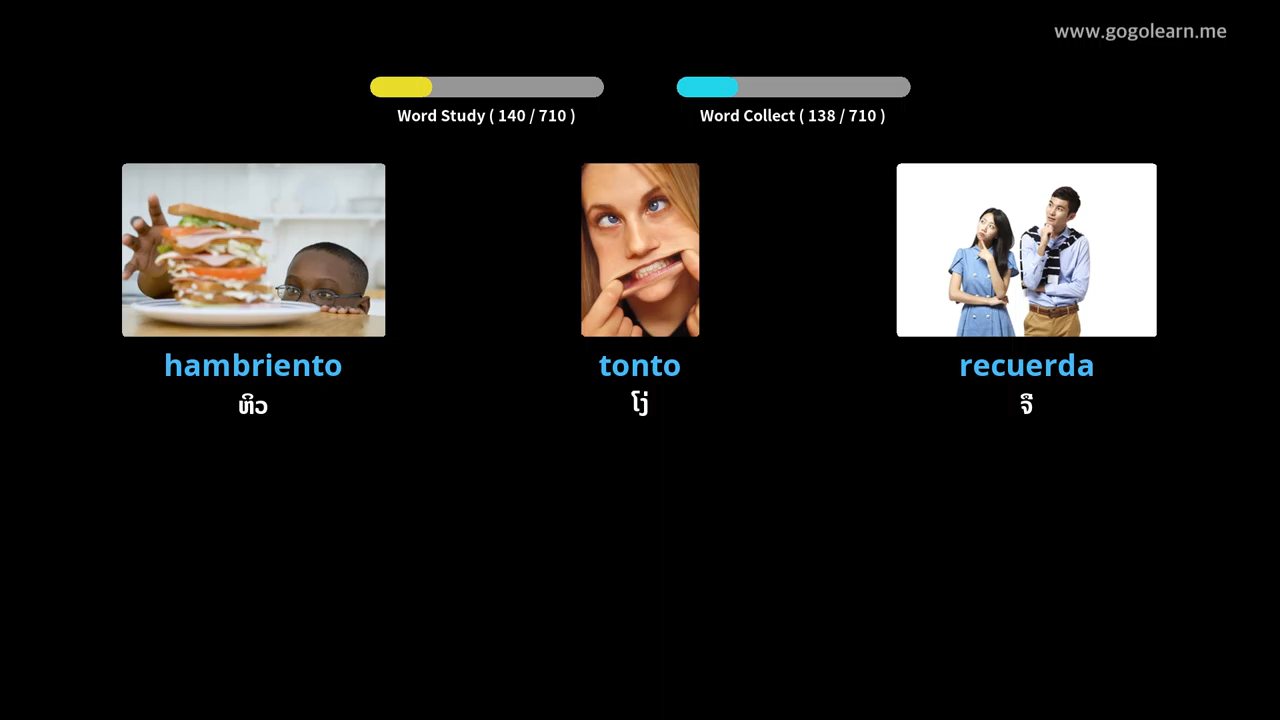 www.gogolearn.me
Word Study ( 140 / 710 )
Word Collect ( 138 / 710 )
hambriento
ຫິວ
tonto
ໂງ່
recuerda
ຈື